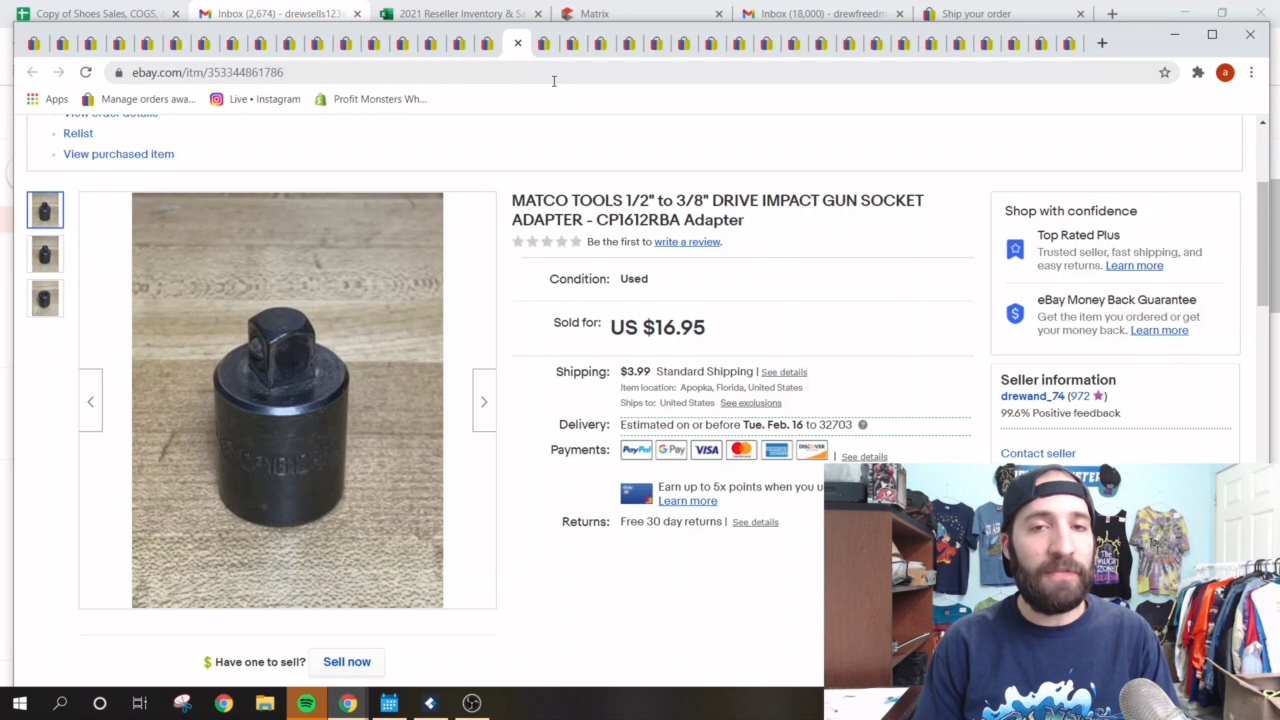 Copy of Shoes Sales, COGS,
Inbox (2,674) - drewsells123
2021 Reseller Inventory & Sa
Matrix
Inbox (18,000) - drewfreedm
Ship your order
ebay.com/itm/353344861786
a
Apps
Manage orders awa...
Live • Instagram
Profit Monsters Wh...
View order details
Relist
View purchased item
MATCO TOOLS 1/2" to 3/8" DRIVE IMPACT GUN SOCKET
ADAPTER - CP1612RBA Adapter
Be the first to write a review.
Condition: Used
Sold for: US $16.95
Shipping: $3.99 Standard Shipping | See details
Item location: Apopka, Florida, United States
Ships to: United States See exclusions
Delivery: Estimated on or before Tue. Feb. 16 to 32703
Payments: PayPal G Pay VISA DISCOVER | See details
Earn up to 5x points when you u
Learn more
Returns: Free 30 day returns | See details
Have one to sell? Sell now
Shop with confidence
Top Rated Plus
Trusted seller, fast shipping, and
easy returns. Learn more
eBay Money Back Guarantee
Get the item you ordered or get
your money back. Learn more
Seller information
drewand_74 (972 )
99.6% Positive feedback
Contact seller